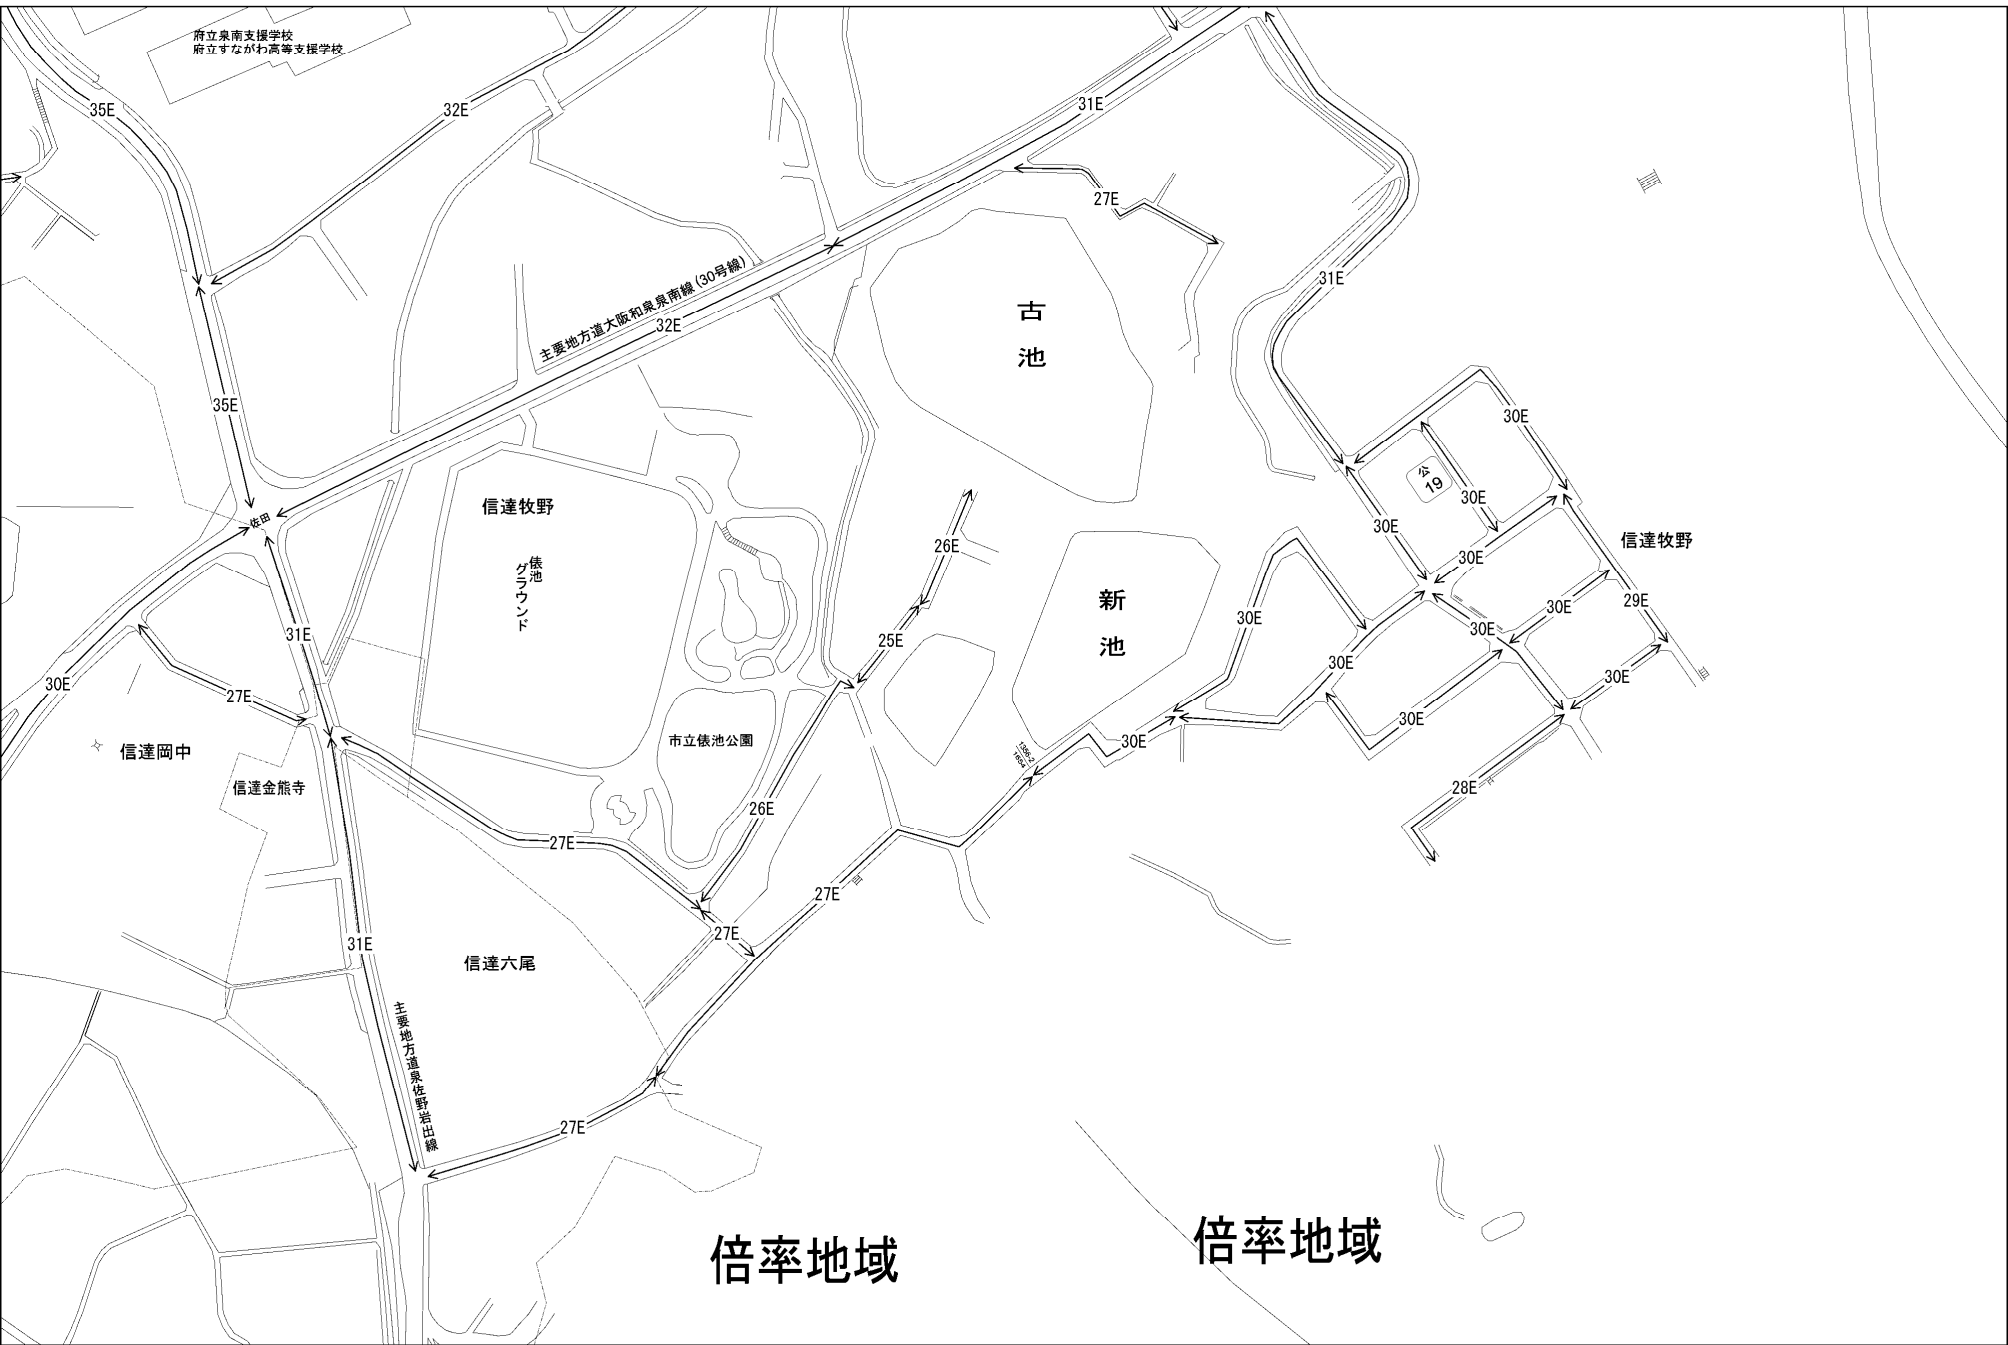 府立泉南支援学校
府立すながわ高等支援学校
35E
32E
31E
27E
主要地方道大阪和泉泉南線(30号線)
32E
31E
古池
35E
30E
公
19
30E
30E
佐田
信達牧野
俵池
グラウンド
26E
30E
30E
信達牧野
新池
30E
29E
30E
30E
31E
25E
30E
30E
30E
27E
30E
信達岡中
市立俵池公園
30E
1356-2
1654
信達金熊寺
28E
26E
27E
27E
27E
31E
信達六尾
主要地方道泉佐野岩出線
27E
倍率地域
倍率地域